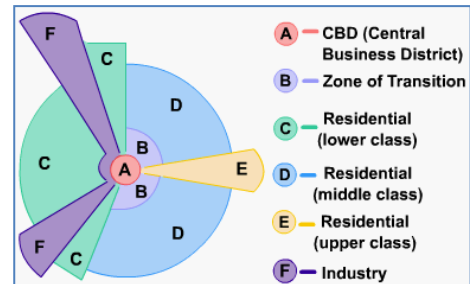 F
C
D
B
C
A
E
B
D
F
C
A CBD (Central
Business District)
B Zone of Transition
C Residential
(lower class)
D Residential
(middle class)
E Residential
(upper class)
F Industry